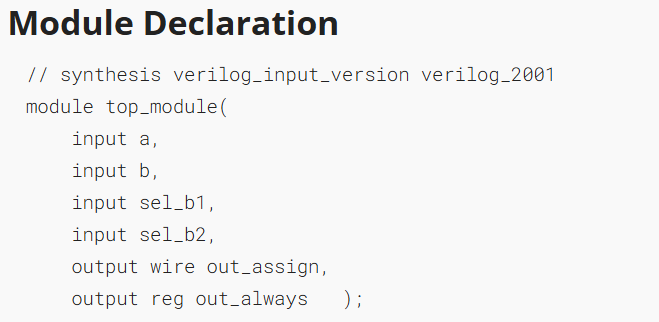 Module Declaration
// synthesis verilog_input_version verilog_2001
module top_module(
    input a,
    input b,
    input sel_b1,
    input sel_b2,
    output wire out_assign,
    output reg out_always   );